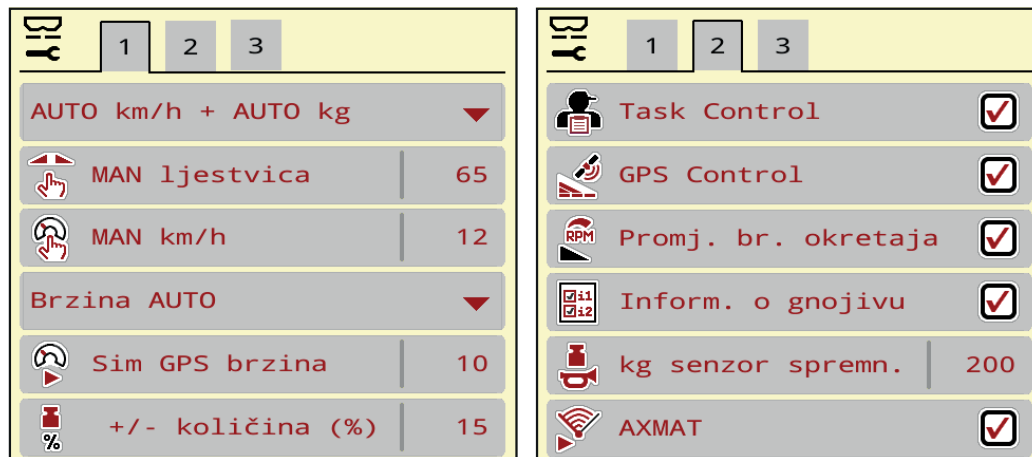 1 2 3
AUTO km/h + AUTO kg
MAN ljestvica 65
MAN km/h 12
Brzina AUTO
Sim GPS brzina 10
% +/- količina (%) 15
1 2 3
Task Control
GPS Control
RPM Promj. br. okretaja
i1
i2
Inform. o gnojivu
kg senzor spremn. 200
AXMAT